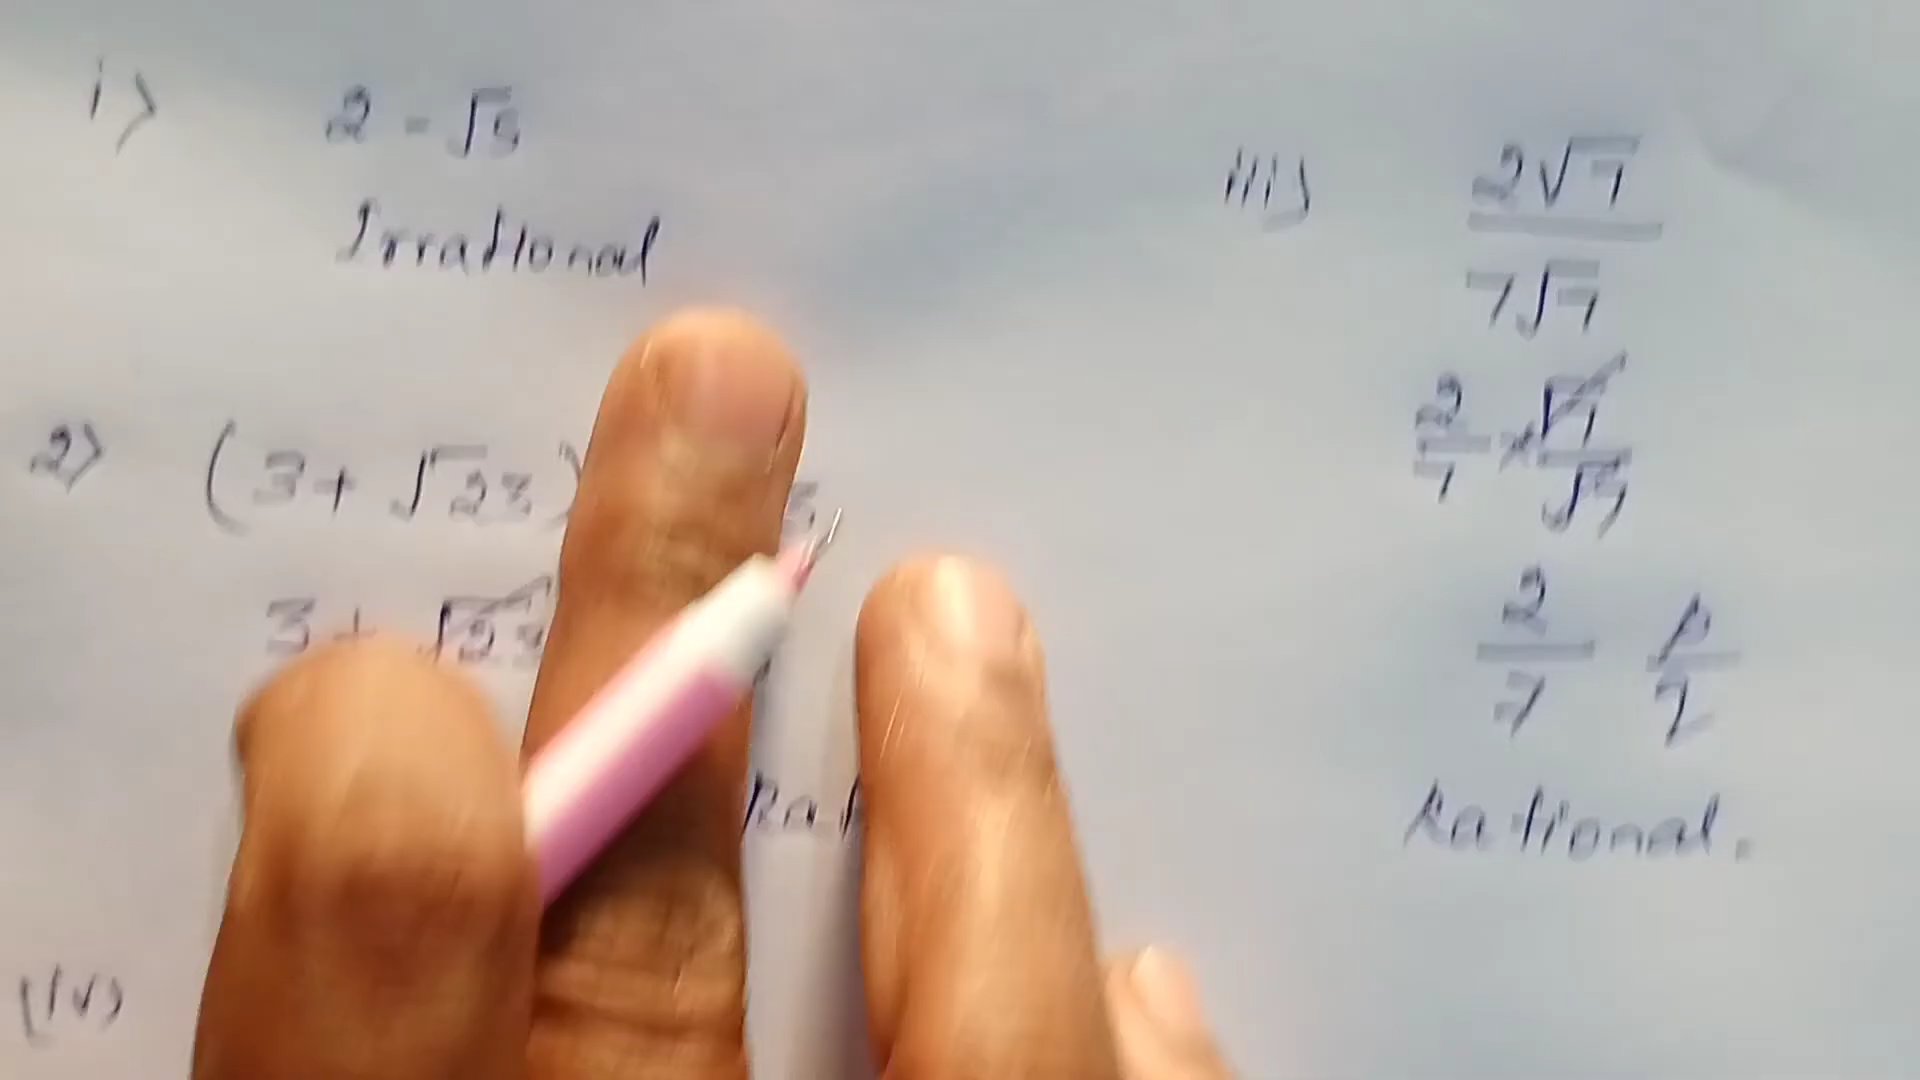 i) 2 - √5
Irrational
2) (3 + √23)
3 + √23
(iv)
iii) 2√7
7√7
2/7 × √7/√7
2/7 p/q
Rational.